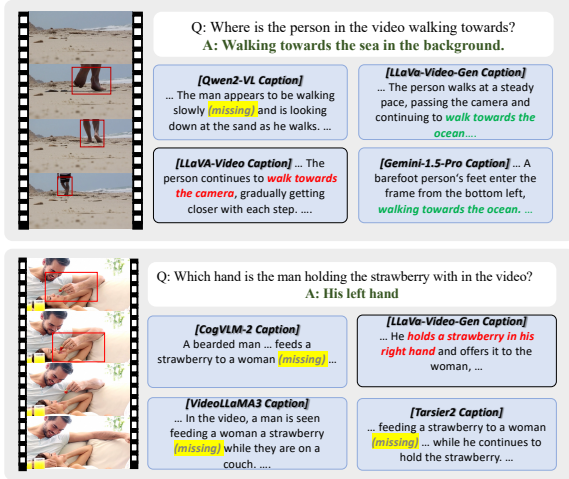 Q: Where is the person in the video walking towards?
A: Walking towards the sea in the background.
[Qwen2-VL Caption]
... The man appears to be walking
slowly (missing) and is looking
down at the sand as he walks. ...
[LLaVa-Video-Gen Caption]
... The person walks at a steady
pace, passing the camera and
continuing to walk towards the
ocean....
[LLaVA-Video Caption] ... The
person continues to walk towards
the camera, gradually getting
closer with each step. ....
[Gemini-1.5-Pro Caption] ... A
barefoot person's feet enter the
frame from the bottom left,
walking towards the ocean. ...
Q: Which hand is the man holding the strawberry with in the video?
A: His left hand
[CogVLM-2 Caption]
A bearded man ... feeds a
strawberry to a woman (missing) ...
[LLaVa-Video-Gen Caption]
... He holds a strawberry in his
right hand and offers it to the
woman, ...
[VideoLLaMA3 Caption]
... In the video, a man is seen
feeding a woman a strawberry
(missing) while they are on a
couch. ....
[Tarsier2 Caption]
... feeding a strawberry to a woman
(missing) ... while he continues to
hold the strawberry. ...